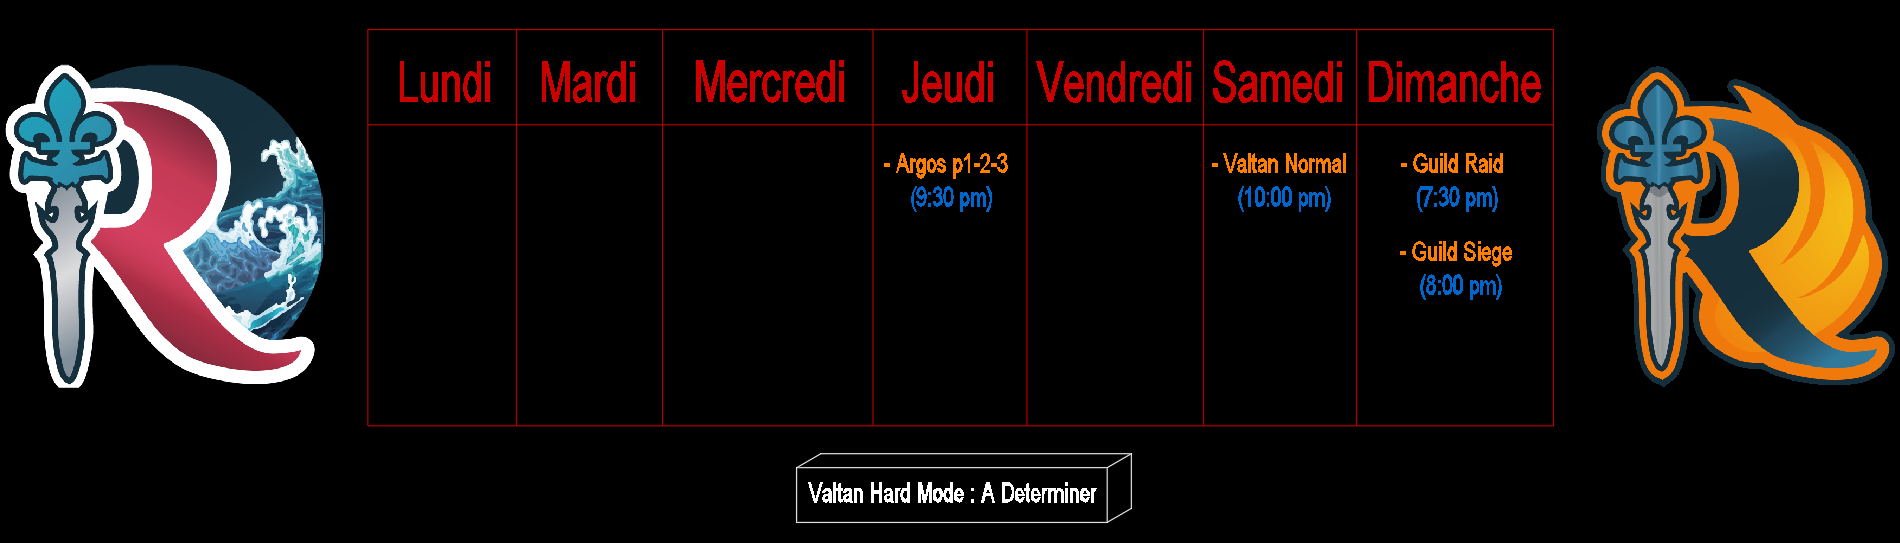 Lundi Mardi Mercredi Jeudi Vendredi Samedi Dimanche
- Argos p1-2-3
(9:30 pm)
- Valtan Normal
(10:00 pm)
- Guild Raid
(7:30 pm)
- Guild Siege
(8:00 pm)
Valtan Hard Mode : A Determiner
R
R